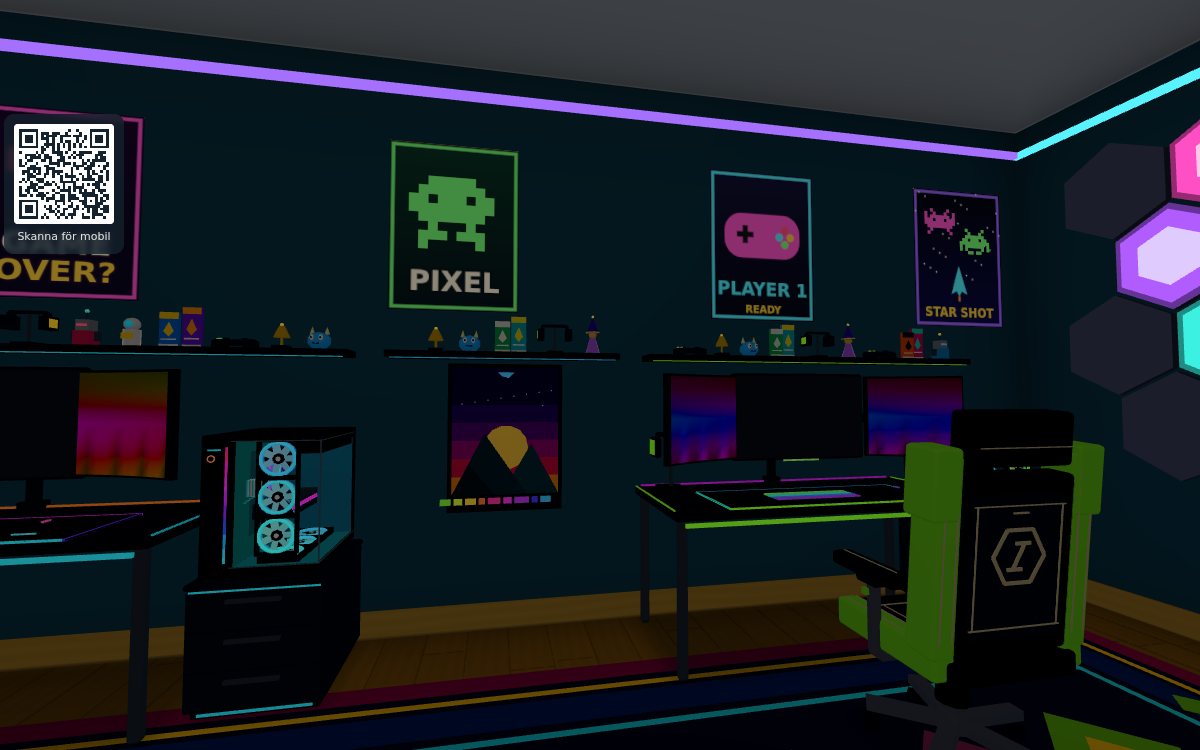 Skanna för mobil
OVER?
PIXEL
PLAYER 1
READY
STAR SHOT